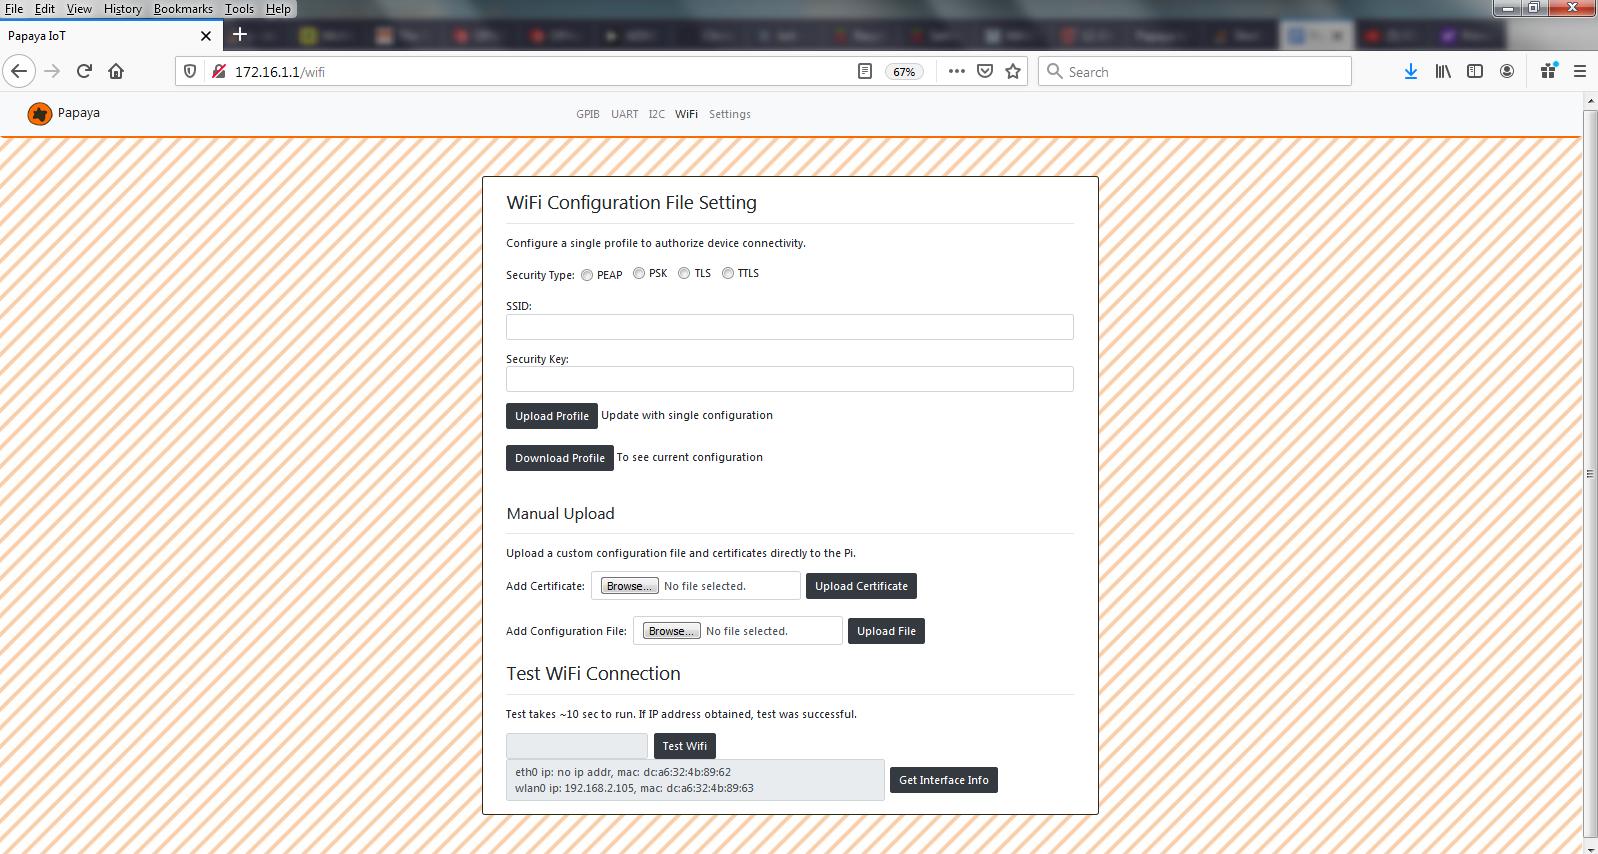 File Edit View History Bookmarks Tools Help
Papaya IoT
172.16.1.1/wifi
67%
Search
Papaya
GPIB UART I2C WiFi Settings
WiFi Configuration File Setting
Configure a single profile to authorize device connectivity.
Security Type: PEAP PSK TLS TTLS
SSID:
Security Key:
Upload Profile Update with single configuration
Download Profile To see current configuration
Manual Upload
Upload a custom configuration file and certificates directly to the Pi.
Add Certificate: Browse... No file selected. Upload Certificate
Add Configuration File: Browse... No file selected. Upload File
Test WiFi Connection
Test takes ~10 sec to run. If IP address obtained, test was successful.
Test Wifi
eth0 ip: no ip addr, mac: dc:a6:32:4b:89:62
wlan0 ip: 192.168.2.105, mac: dc:a6:32:4b:89:63
Get Interface Info